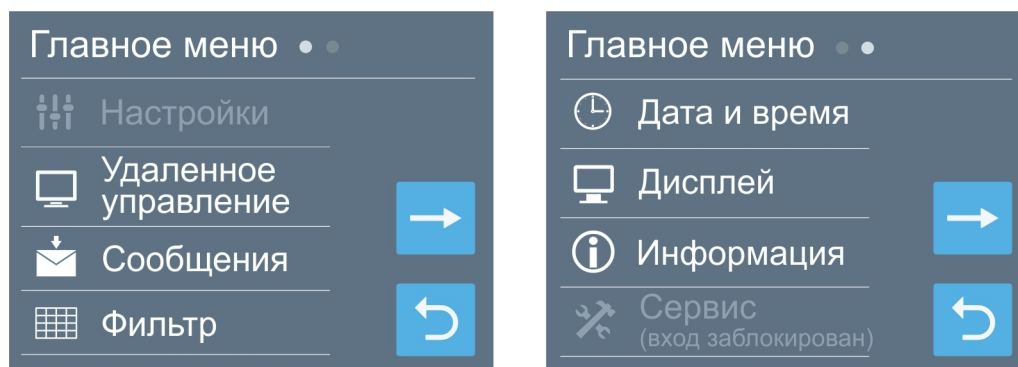 Главное меню
Настройки
Удаленное
управление
Сообщения
Фильтр
Главное меню
Дата и время
Дисплей
Информация
Сервис
(вход заблокирован)